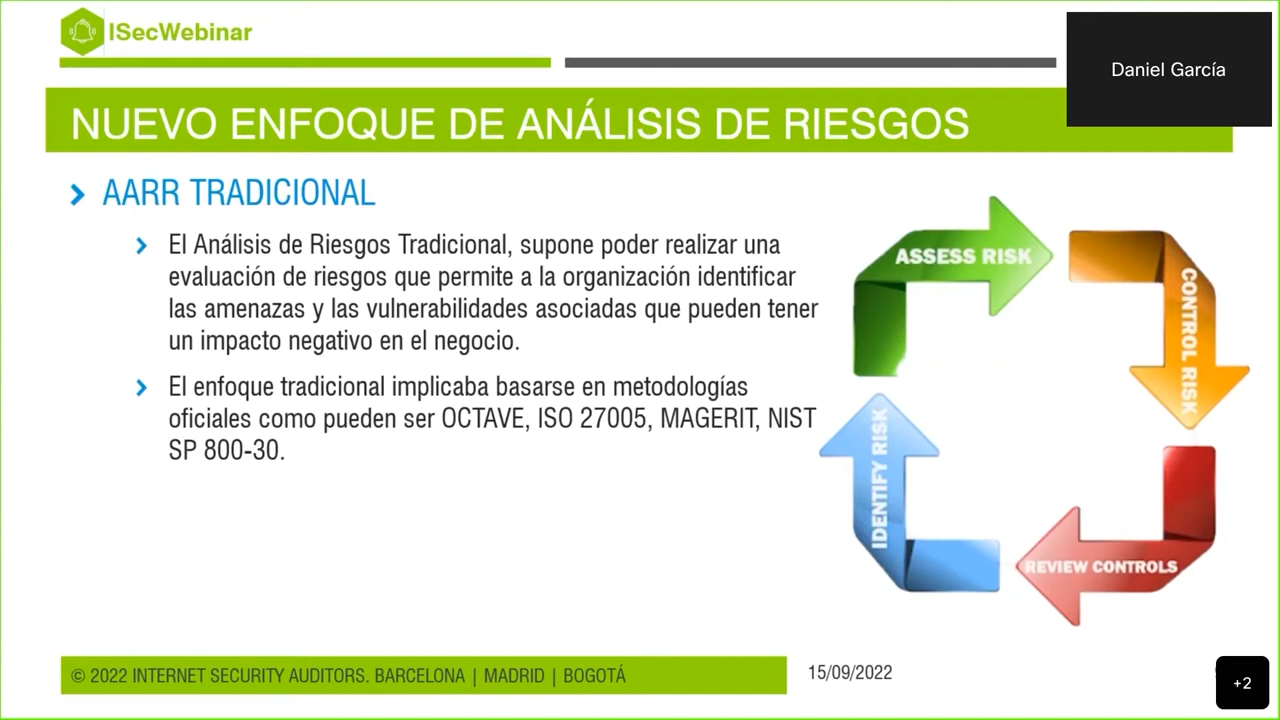 ISecWebinar
Daniel García
NUEVO ENFOQUE DE ANÁLISIS DE RIESGOS
AARR TRADICIONAL
El Análisis de Riesgos Tradicional, supone poder realizar una
evaluación de riesgos que permite a la organización identificar
las amenazas y las vulnerabilidades asociadas que pueden tener
un impacto negativo en el negocio.
El enfoque tradicional implicaba basarse en metodologías
oficiales como pueden ser OCTAVE, ISO 27005, MAGERIT, NIST
SP 800-30.
ASSESS RISK
CONTROL RISK
REVIEW CONTROLS
IDENTIFY RISK
© 2022 INTERNET SECURITY AUDITORS. BARCELONA | MADRID | BOGOTÁ
15/09/2022
+2